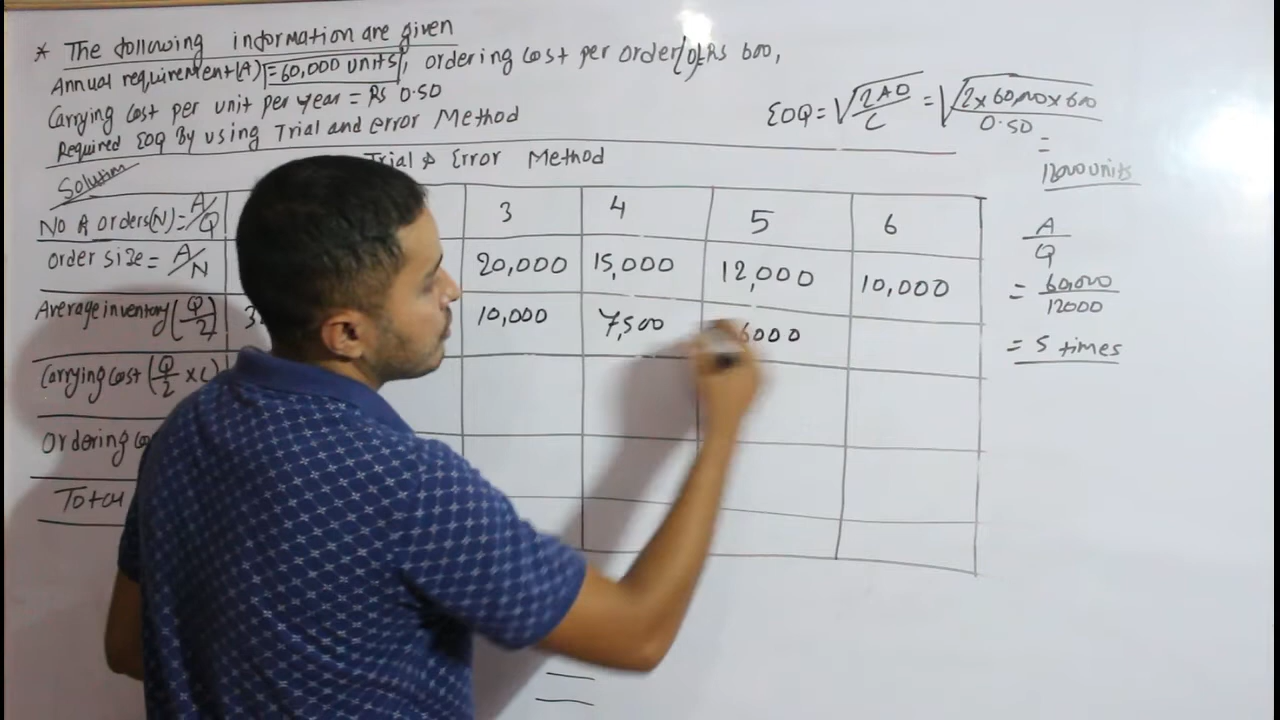 * The following information are given
Annual requirement(A) = 60,000 units, ordering cost per order(O)=Rs 600,
Carrying cost per unit per year = Rs 0.50
Required EOQ By using Trial and error Method
EOQ = √2AO/C = √2×60,000×600/0.50
=
12000 units
Solution
Trial & Error Method
No of orders(N) = A/Q 3 4 5 6
order size = A/N 20,000 15,000 12,000 10,000
Average inventory (Q/2) 10,000 7,500 6000
Carrying cost (Q/2 × C)
Ordering
Total
A/Q
= 60,000/12000
= 5 times